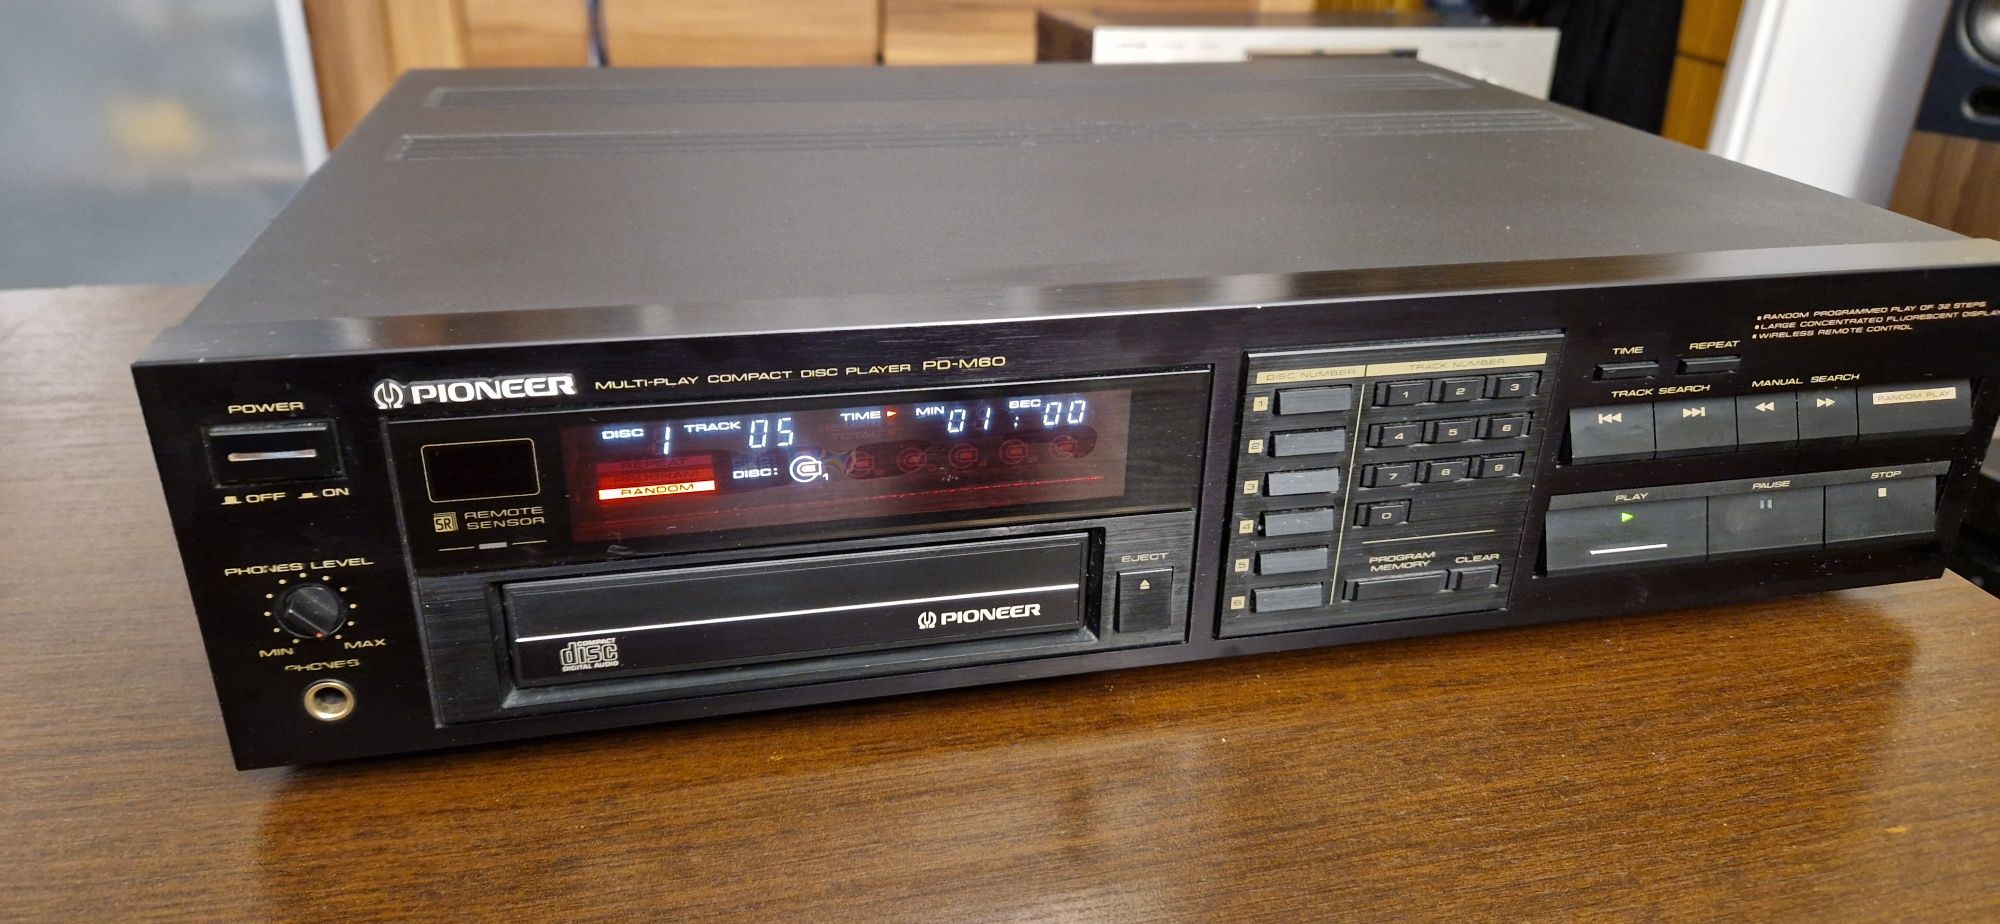 PIONEER MULTI-PLAY COMPACT DISC PLAYER PD-M60
POWER
OFF ON
PHONES LEVEL
MIN MAX
PHONES
SR REMOTE
SENSOR
DISC 1 TRACK 05 TIME MIN 01 : SEC 00
REPEAT
PROGRAM
RANDOM
DISC: 1
EJECT
PIONEER
COMPACT
disc
DIGITAL AUDIO
DISC NUMBER
1
2
3
4
5
6
TRACK NUMBER
1 2 3
4 5 6
7 8 9
0
PROGRAM
MEMORY
CLEAR
• RANDOM PROGRAMMED PLAY OF 32 STEPS
• LARGE CONCENTRATED FLUORESCENT DISPLAY
• WIRELESS REMOTE CONTROL
TIME REPEAT
TRACK SEARCH MANUAL SEARCH
RANDOM PLAY
PLAY PAUSE STOP